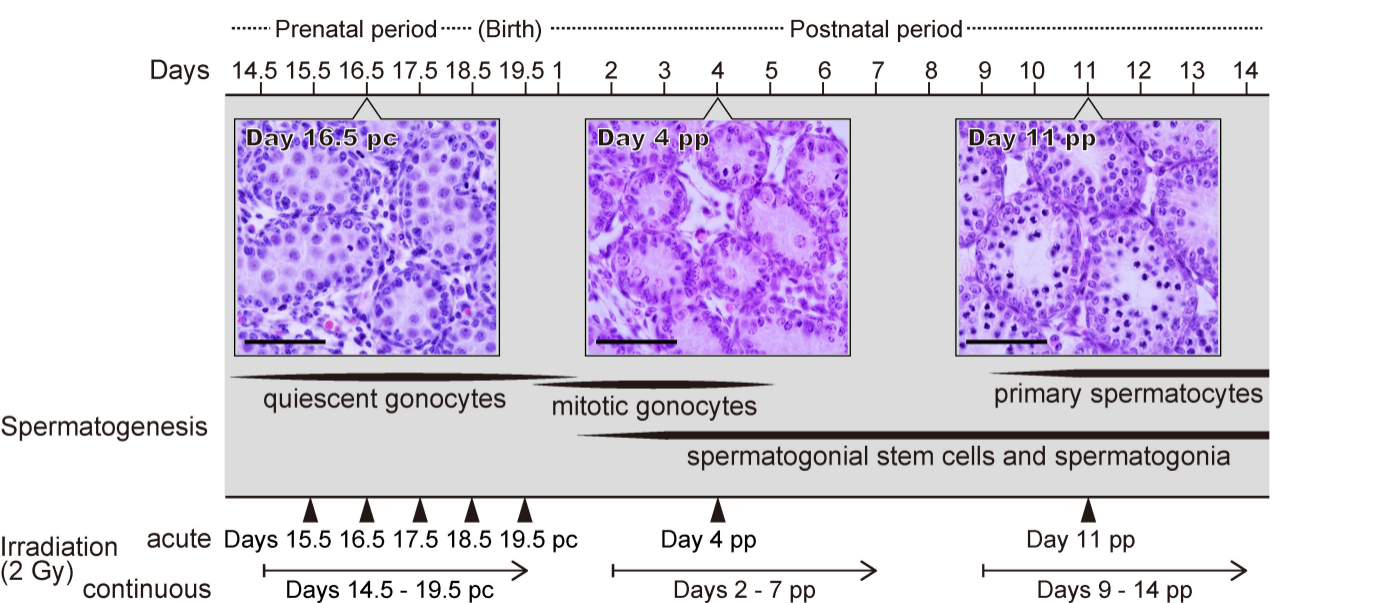 Prenatal period (Birth) Postnatal period
Days 14.5 15.5 16.5 17.5 18.5 19.5 1 2 3 4 5 6 7 8 9 10 11 12 13 14
Day 16.5 pc Day 4 pp Day 11 pp
quiescent gonocytes mitotic gonocytes primary spermatocytes
Spermatogenesis
spermatogonial stem cells and spermatogonia
Irradiation (2 Gy)
acute Days 15.5 16.5 17.5 18.5 19.5 pc Day 4 pp Day 11 pp
continuous Days 14.5 - 19.5 pc Days 2 - 7 pp Days 9 - 14 pp